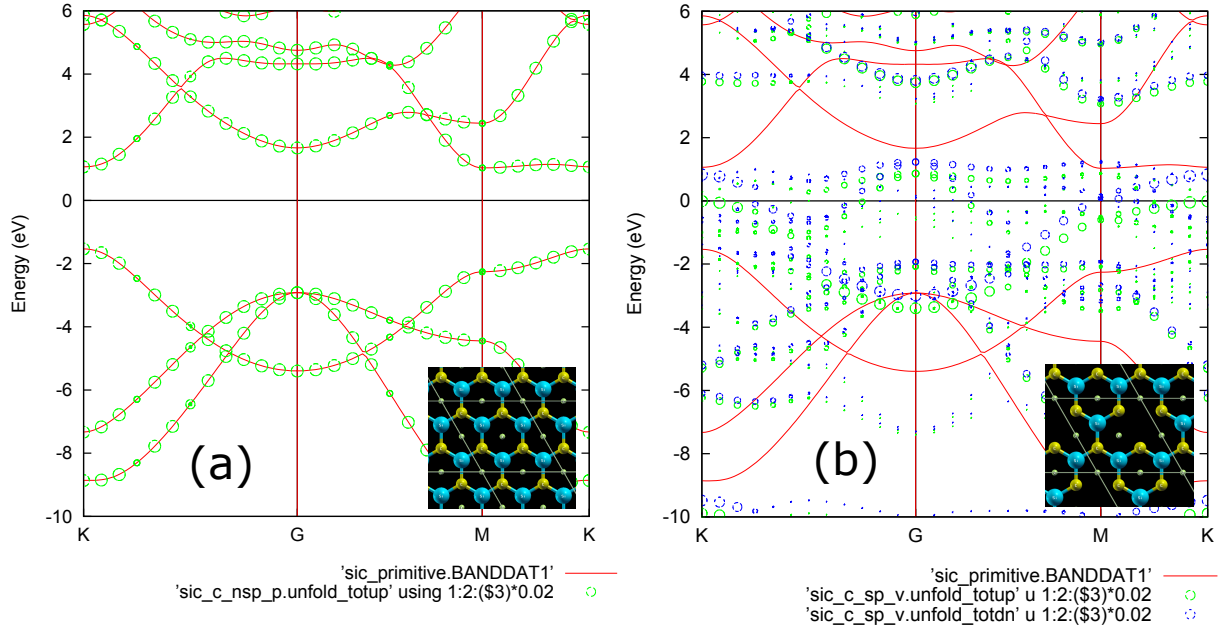 6
4
2
0
-2
-4
-6
-8
-10
Energy (eV)
K
G
M
K
(a)
'sic_primitive.BANDDAT1'
'sic_c_nsp_p.unfold_totup' using 1:2:($3)*0.02
6
4
2
0
-2
-4
-6
-8
-10
Energy (eV)
K
G
M
K
(b)
'sic_primitive.BANDDAT1'
'sic_c_sp_v.unfold_totup' u 1:2:($3)*0.02
'sic_c_sp_v.unfold_totdn' u 1:2:($3)*0.02